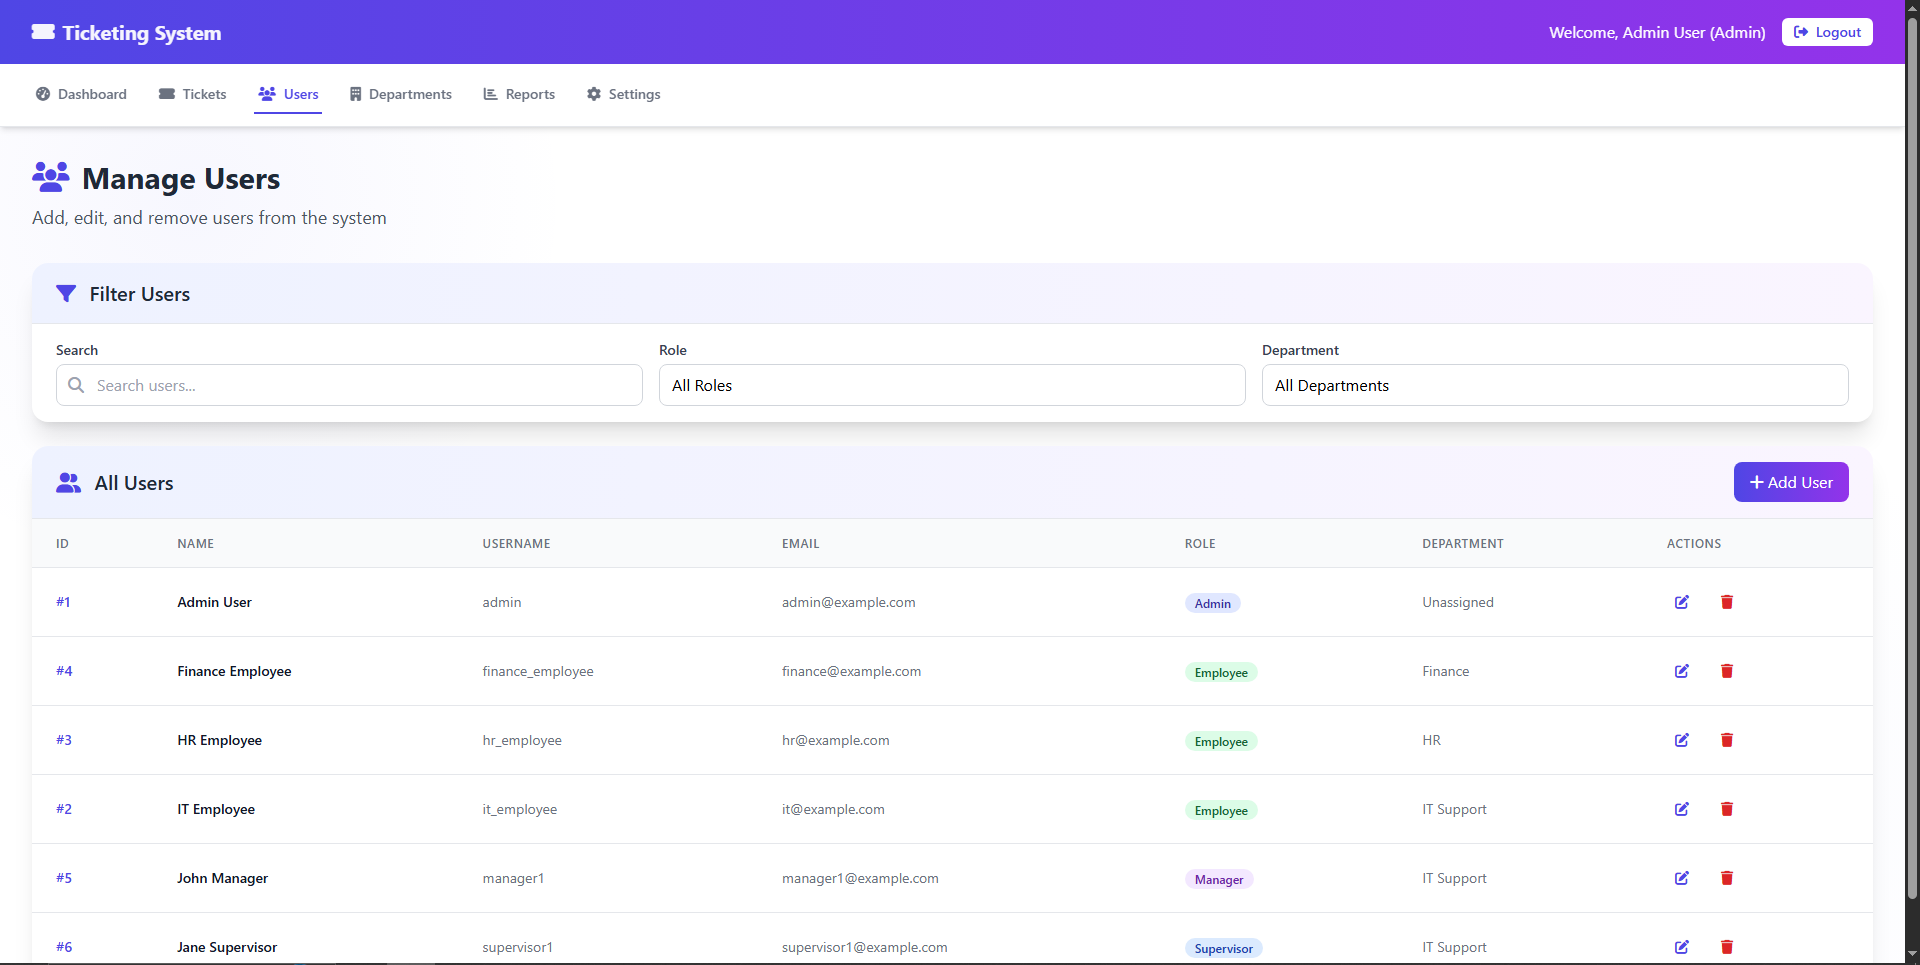 Ticketing System
Welcome, Admin User (Admin)
Logout
Dashboard
Tickets
Users
Departments
Reports
Settings
Manage Users
Add, edit, and remove users from the system
Filter Users
Search
Role
Department
Search users...
All Roles
All Departments
All Users
+ Add User
ID NAME USERNAME EMAIL ROLE DEPARTMENT ACTIONS
#1 Admin User admin admin@example.com Admin Unassigned
#4 Finance Employee finance_employee finance@example.com Employee Finance
#3 HR Employee hr_employee hr@example.com Employee HR
#2 IT Employee it_employee it@example.com Employee IT Support
#5 John Manager manager1 manager1@example.com Manager IT Support
#6 Jane Supervisor supervisor1 supervisor1@example.com Supervisor IT Support